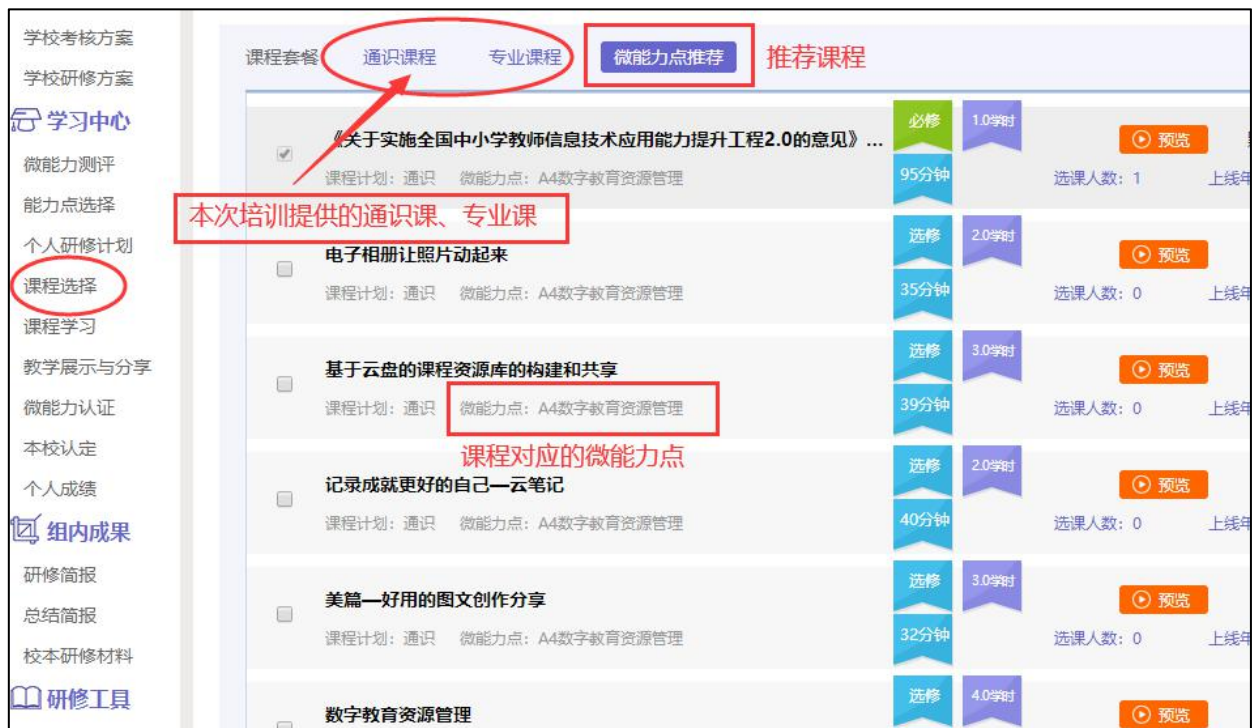 学校考核方案
学校研修方案
学习中心
微能力测评
能力点选择
个人研修计划
课程选择
课程学习
教学展示与分享
微能力认证
本校认定
个人成绩
组内成果
研修简报
总结简报
校本研修材料
研修工具
课程套餐 通识课程 专业课程 微能力点推荐 推荐课程
《关于实施全国中小学教师信息技术应用能力提升工程2.0的意见》... 必修 1.0学时 预览
课程计划：通识 微能力点：A4数字教育资源管理 95分钟 选课人数：1 上线年
本次培训提供的通识课、专业课
电子相册让照片动起来 选修 2.0学时 预览
课程计划：通识 微能力点：A4数字教育资源管理 35分钟 选课人数：0 上线年
基于云盘的课程资源库的构建和共享 选修 3.0学时 预览
课程计划：通识 微能力点：A4数字教育资源管理 39分钟 选课人数：0 上线年
课程对应的微能力点
记录成就更好的自己—云笔记 选修 2.0学时 预览
课程计划：通识 微能力点：A4数字教育资源管理 40分钟 选课人数：0 上线年
美篇—好用的图文创作分享 选修 3.0学时 预览
课程计划：通识 微能力点：A4数字教育资源管理 32分钟 选课人数：0 上线年
数字教育资源管理 选修 4.0学时 预览